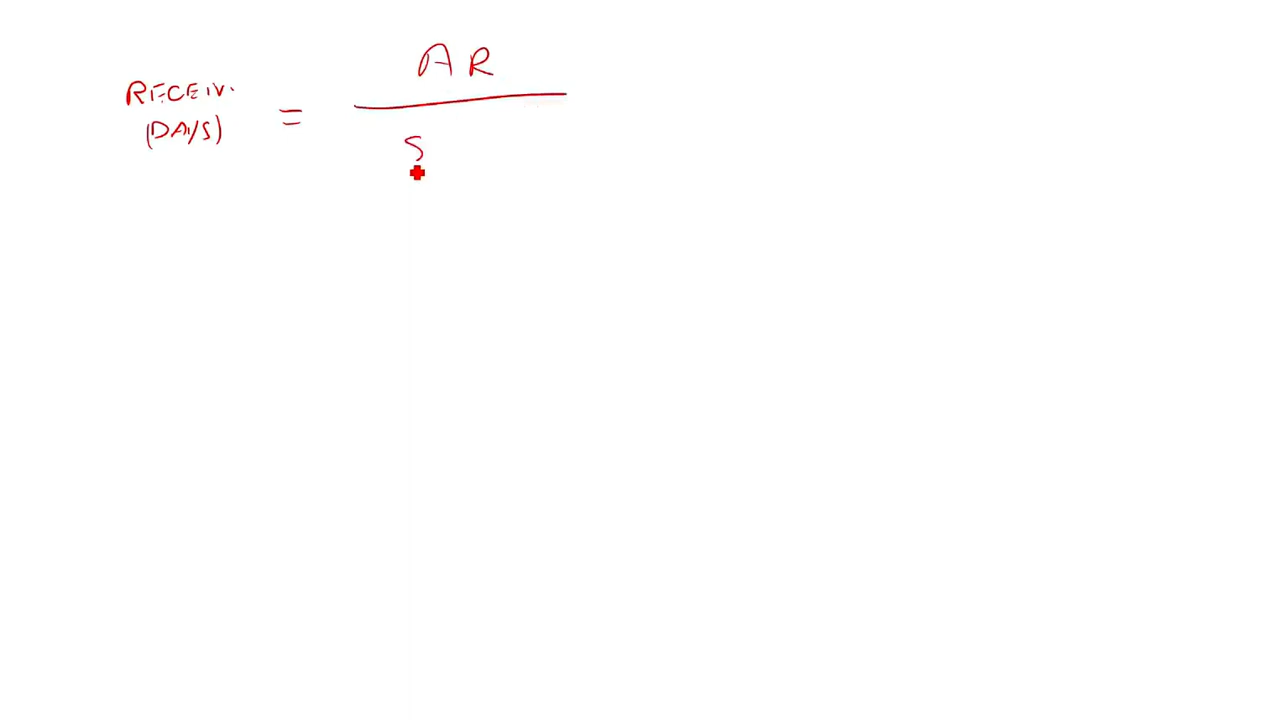 RECEIV.
(DAYS)
=
AR
S